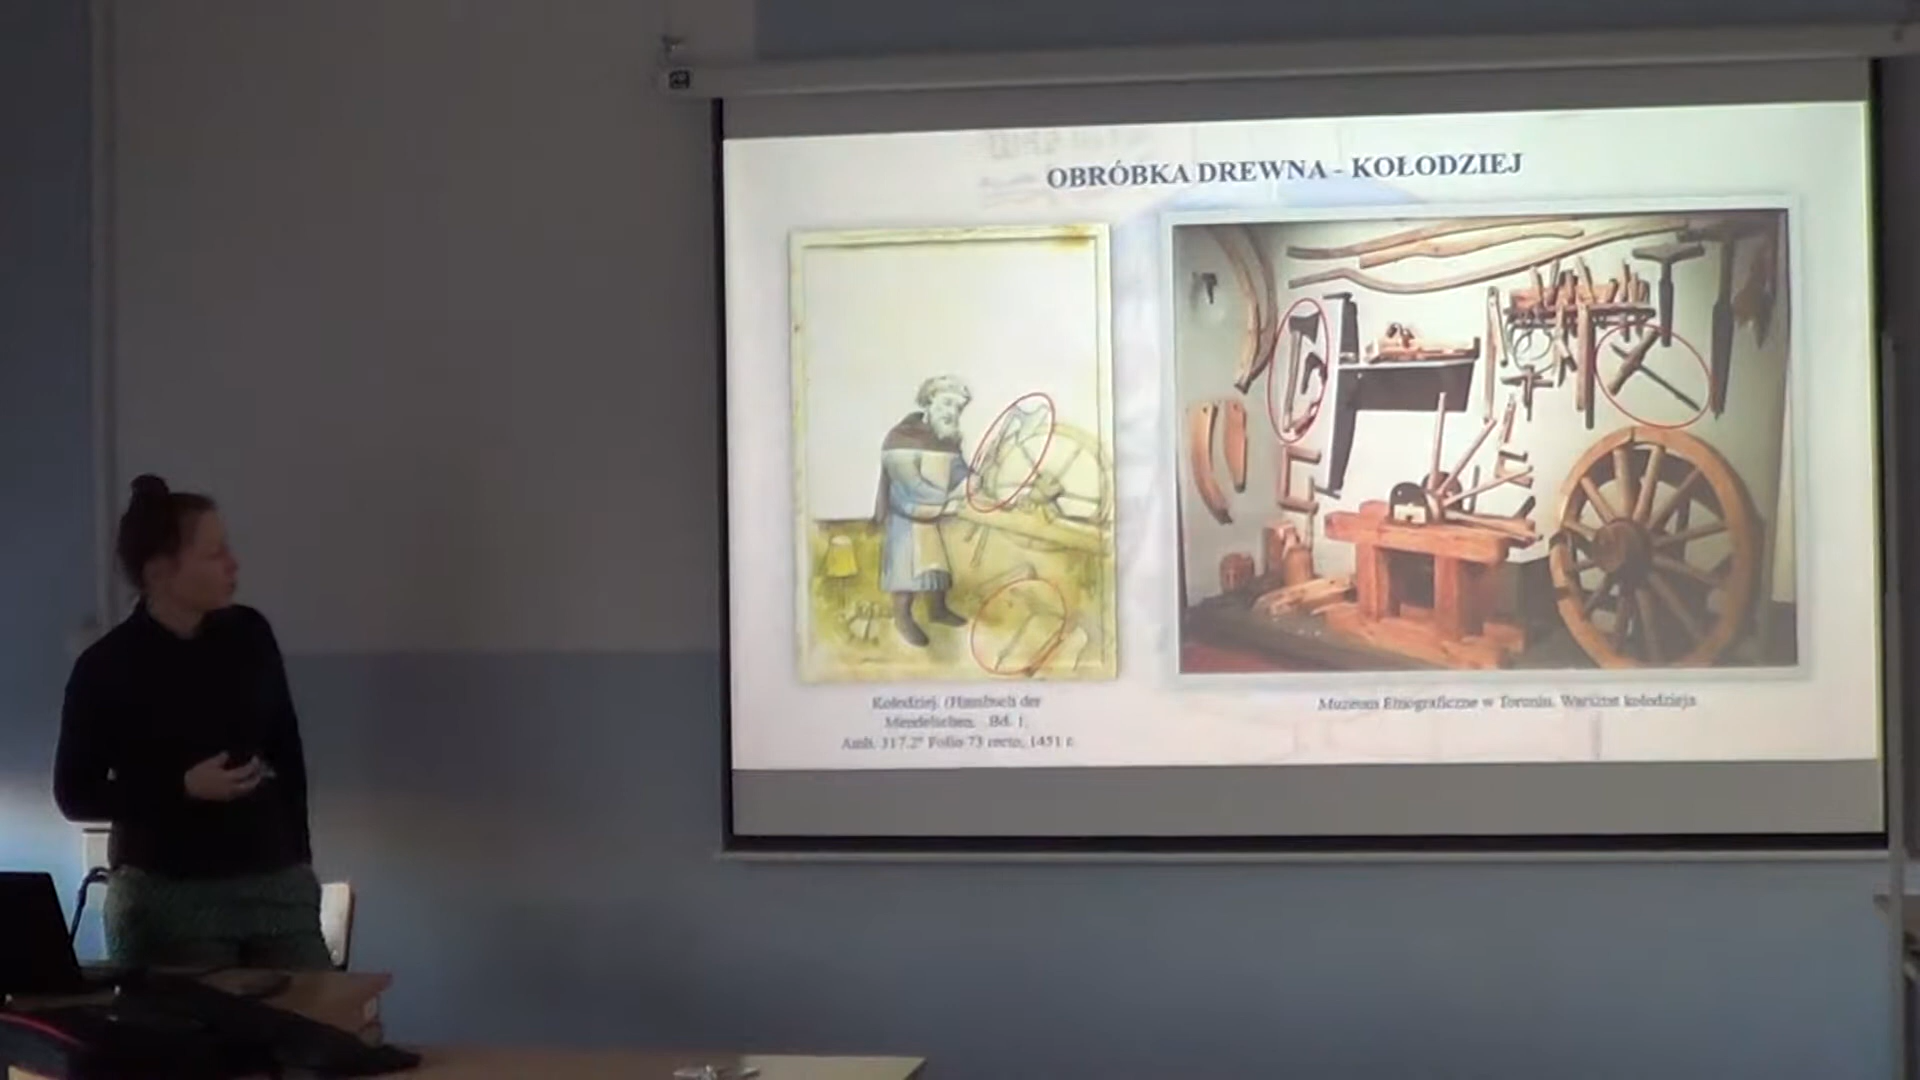 OBRÓBKA DREWNA - KOŁODZIEJ
Kołodziej. (Hausbuch der
Mendelschen. Bd. 1,
Amb. 317.2° Folio 73 recto, 1451 r.
Muzeum Etnograficzne w Toruniu. Warsztat kołodzieja